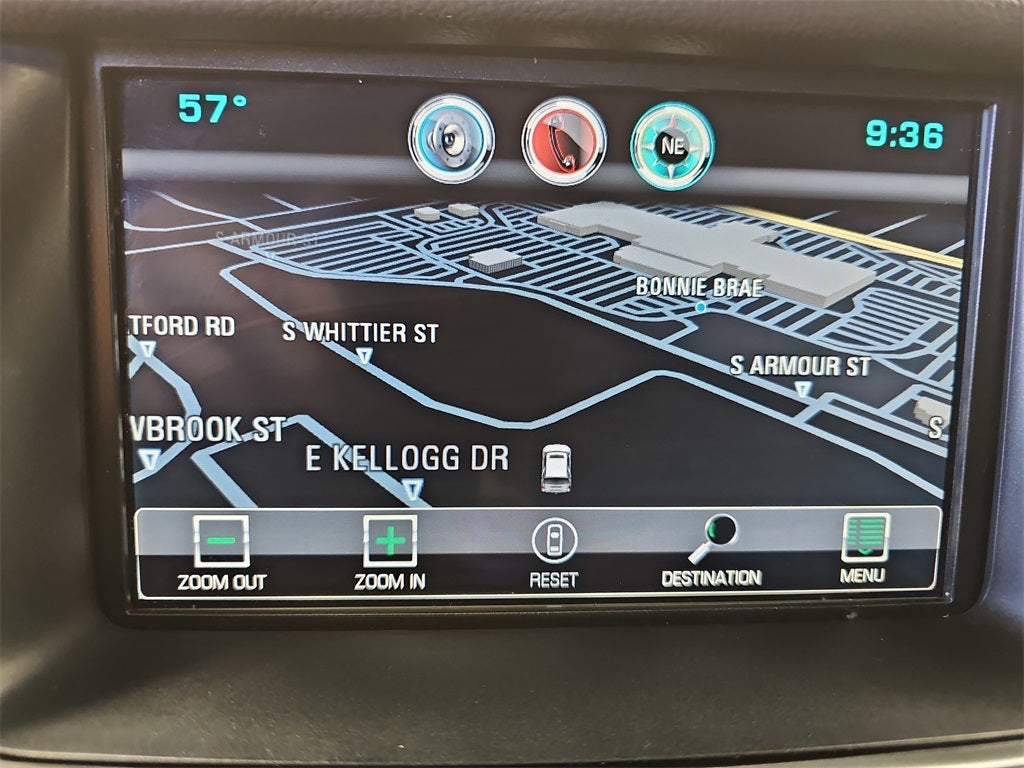 57°
NE
9:36
S ARMOUR ST
BONNIE BRAE
TFORD RD
S WHITTIER ST
S ARMOUR ST
VBROOK ST
S
E KELLOGG DR
ZOOM OUT
ZOOM IN
RESET
DESTINATION
MENU